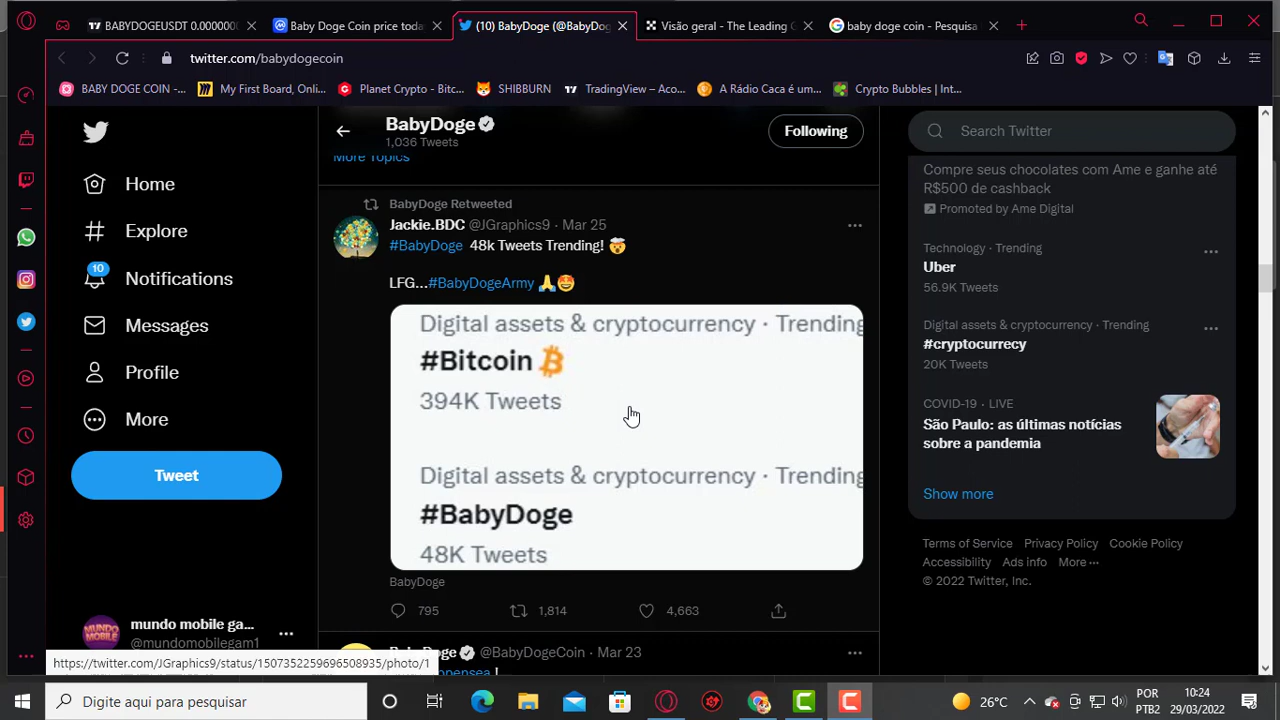 BABYDOGEUSDT 0.0000000
Baby Doge Coin price today
(10) BabyDoge (@BabyDog
Visão geral - The Leading C
baby doge coin - Pesquisa
twitter.com/babydogecoin
BABY DOGE COIN -...
My First Board, Onli...
Planet Crypto - Bitc...
SHIBBURN
TradingView – Aco...
A Rádio Caca é um...
Crypto Bubbles | Int...
BabyDoge
1,036 Tweets
Following
Search Twitter
More Topics
Home
Explore
10
Notifications
Messages
Profile
More
Tweet
mundo mobile ga...
@mundomobilegam1
BabyDoge Retweeted
Jackie.BDC @JGraphics9 · Mar 25
#BabyDoge 48k Tweets Trending! 🤯
LFG...#BabyDogeArmy 🙏🤩
Digital assets & cryptocurrency · Trending
#Bitcoin
394K Tweets
Digital assets & cryptocurrency · Trending
#BabyDoge
48K Tweets
BabyDoge
795
1,814
4,663
@BabyDogeCoin · Mar 23
opensea !
Compre seus chocolates com Ame e ganhe até
R$500 de cashback
Promoted by Ame Digital
Technology · Trending
Uber
56.9K Tweets
Digital assets & cryptocurrency · Trending
#cryptocurrecy
20K Tweets
COVID-19 · LIVE
São Paulo: as últimas notícias
sobre a pandemia
Show more
Terms of Service Privacy Policy Cookie Policy
Accessibility Ads info More ···
© 2022 Twitter, Inc.
https://twitter.com/JGraphics9/status/1507352259696508935/photo/1
Digite aqui para pesquisar
26°C
POR
PTB2
10:24
29/03/2022